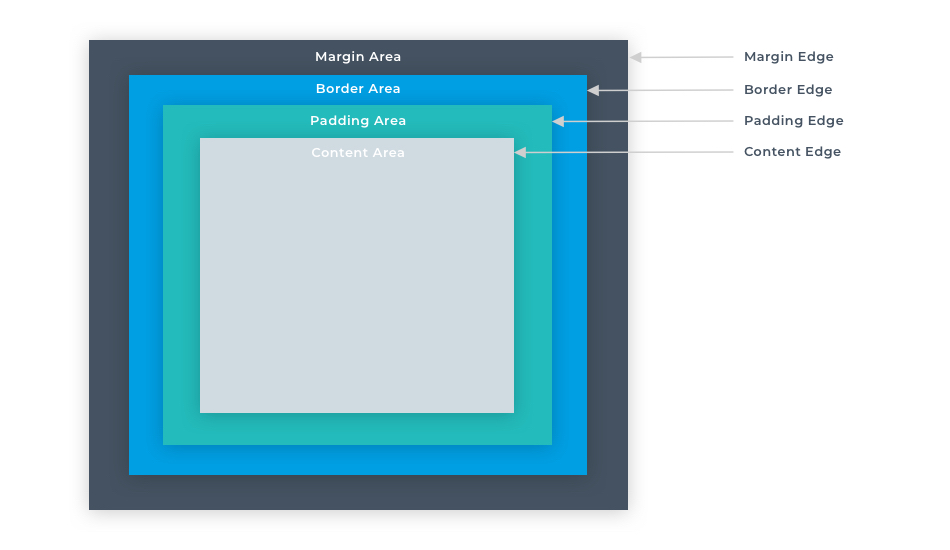 Margin Area
Margin Edge
Border Area
Border Edge
Padding Area
Padding Edge
Content Area
Content Edge